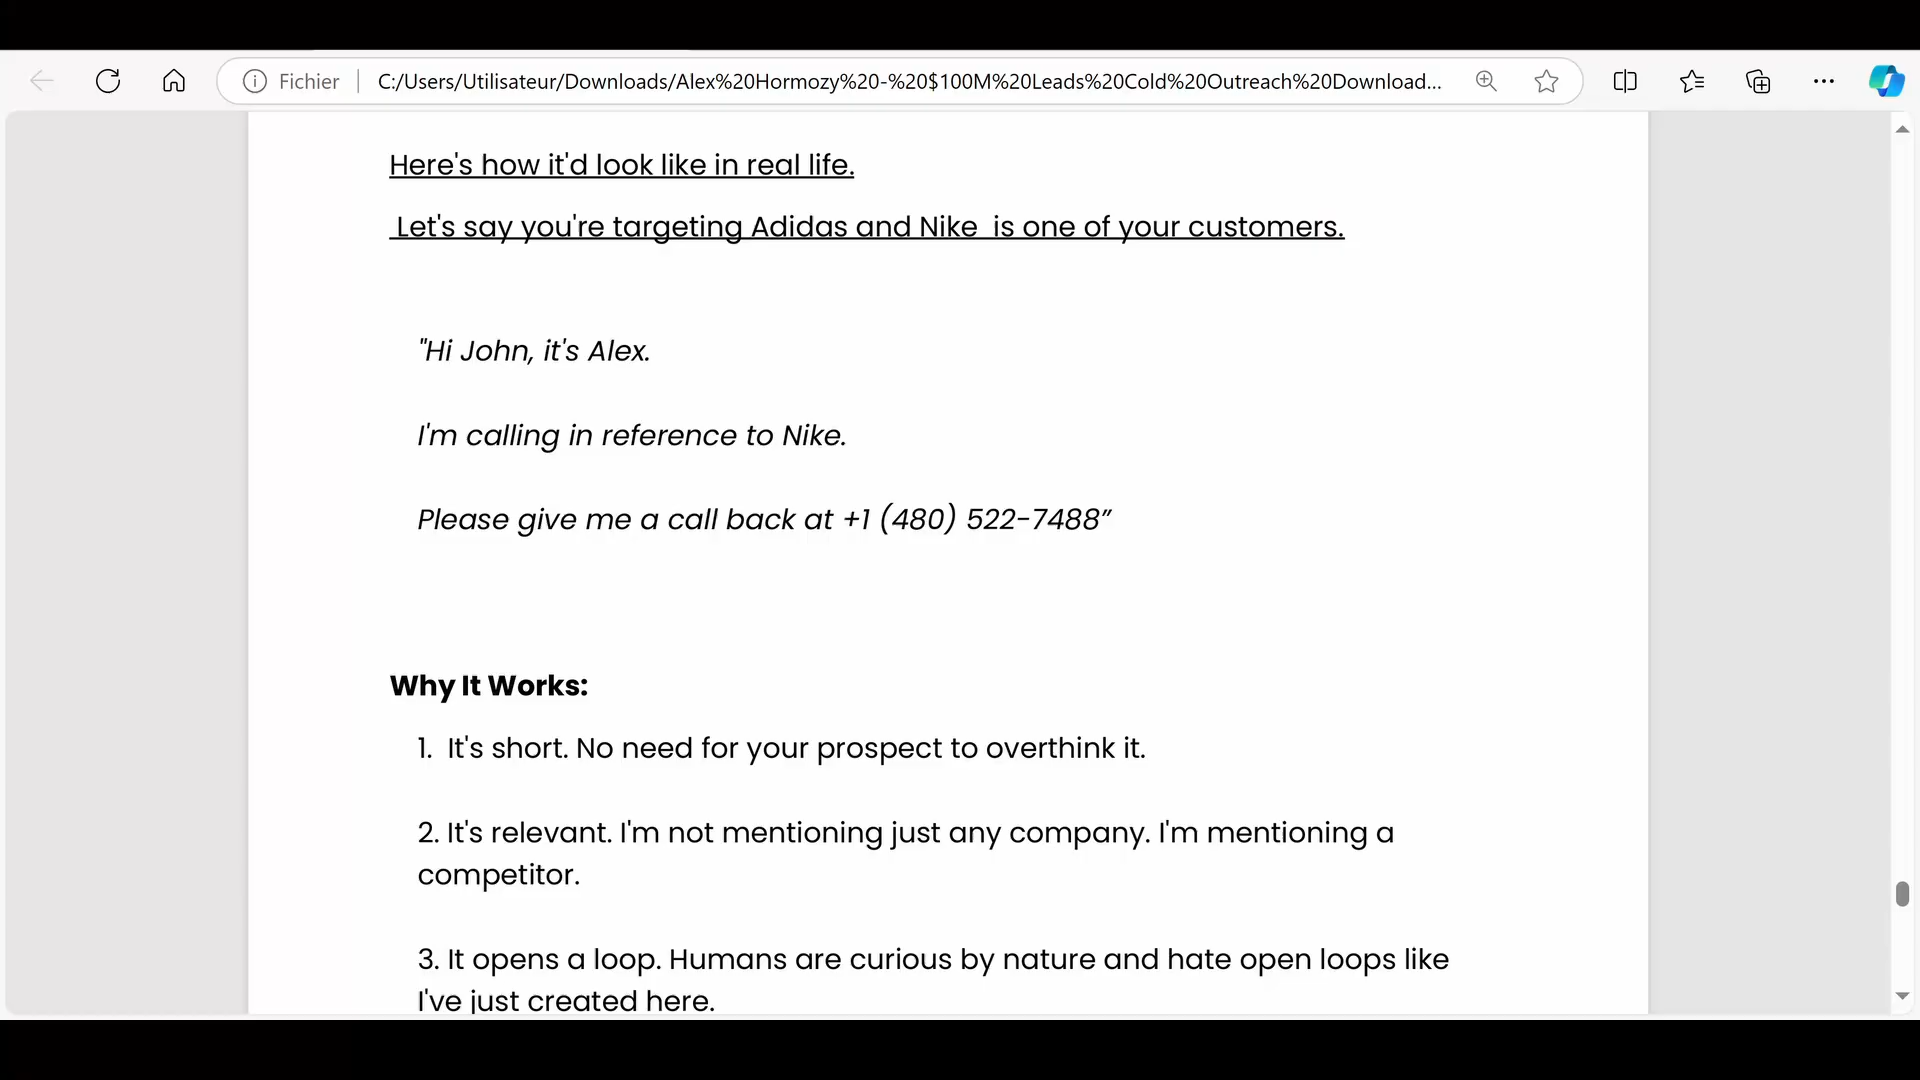 Fichier
C:/Users/Utilisateur/Downloads/Alex%20Hormozy%20-%20$100M%20Leads%20Cold%20Outreach%20Download...
Here's how it'd look like in real life.
Let's say you're targeting Adidas and Nike  is one of your customers.
"Hi John, it's Alex.
I'm calling in reference to Nike.
Please give me a call back at +1 (480) 522-7488”
Why It Works:
1.  It's short. No need for your prospect to overthink it.
2. It's relevant. I'm not mentioning just any company. I'm mentioning a
competitor.
3. It opens a loop. Humans are curious by nature and hate open loops like
I've just created here.